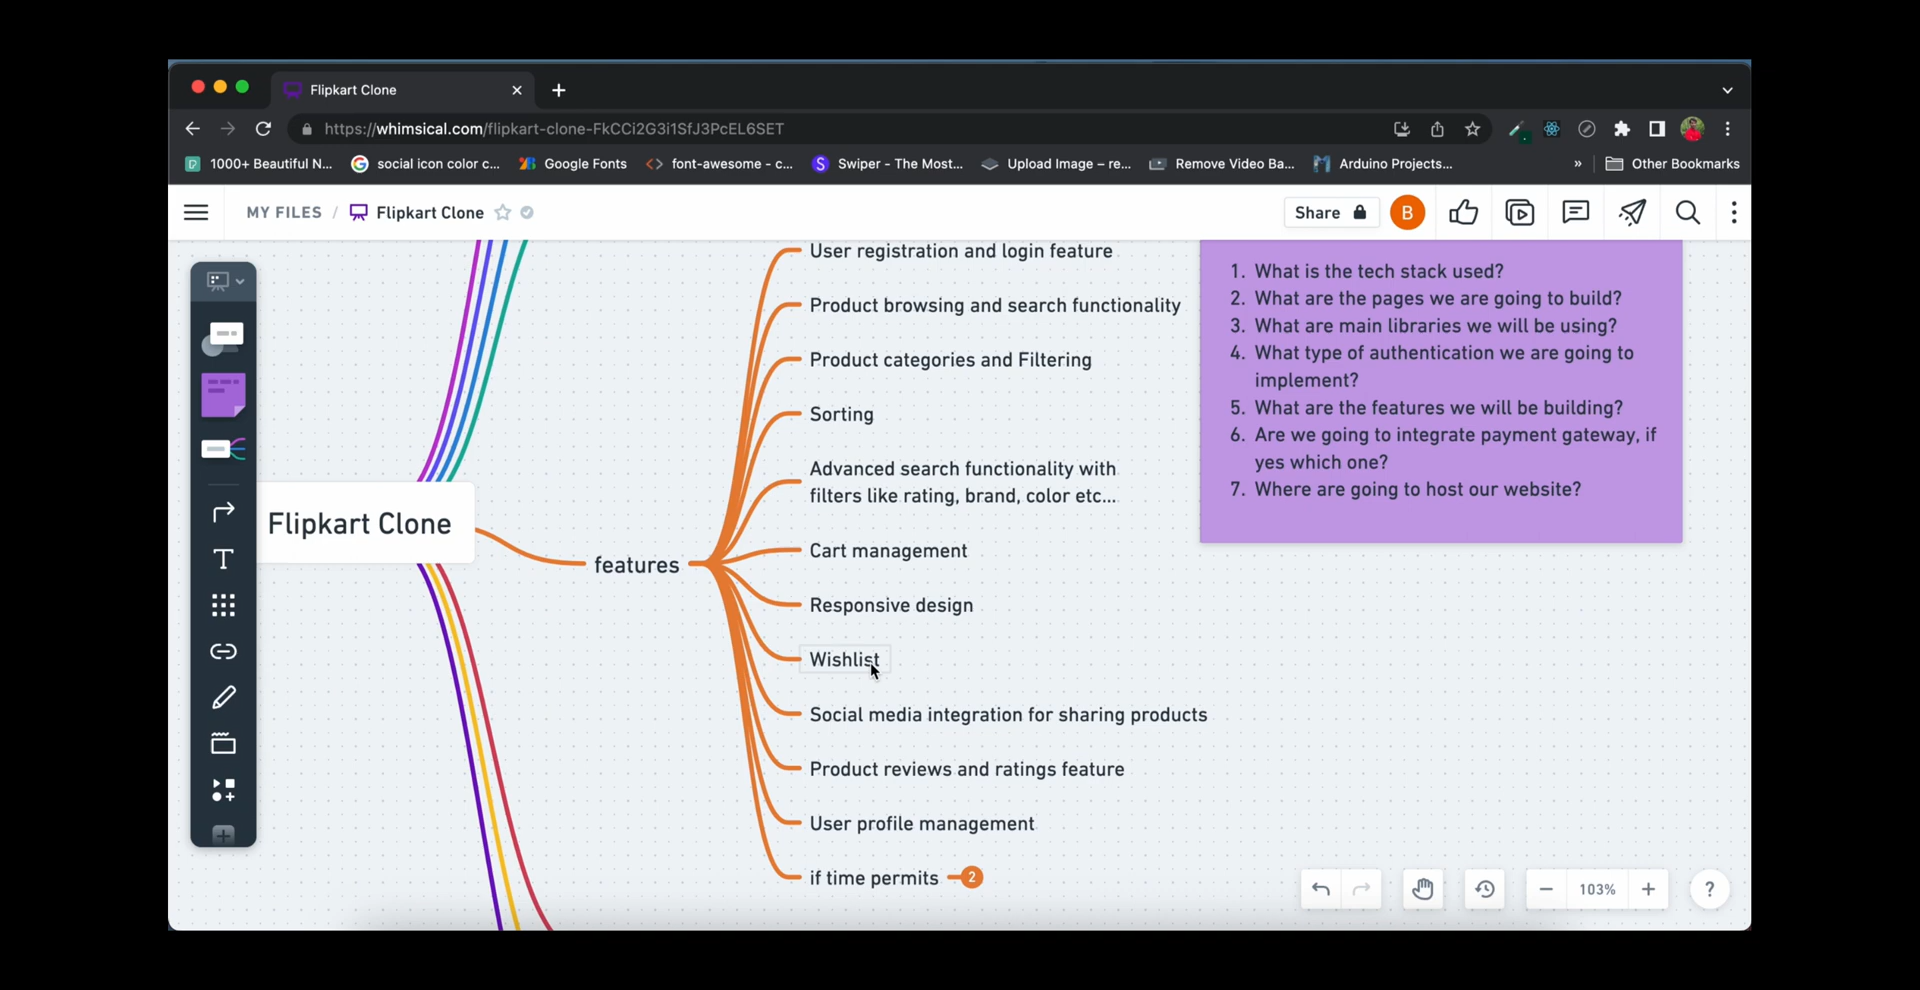 Flipkart Clone
https://whimsical.com/flipkart-clone-FkCCi2G3i1SfJ3PcEL6SET
1000+ Beautiful N...
social icon color c...
Google Fonts
font-awesome - c...
Swiper - The Most...
Upload Image – re...
Remove Video Ba...
Arduino Projects...
»
Other Bookmarks
MY FILES / Flipkart Clone
Share
B
Flipkart Clone
features
User registration and login feature
Product browsing and search functionality
Product categories and Filtering
Sorting
Advanced search functionality with
filters like rating, brand, color etc...
Cart management
Responsive design
Wishlist
Social media integration for sharing products
Product reviews and ratings feature
User profile management
if time permits 2
1. What is the tech stack used?
2. What are the pages we are going to build?
3. What are main libraries we will be using?
4. What type of authentication we are going to
implement?
5. What are the features we will be building?
6. Are we going to integrate payment gateway, if
yes which one?
7. Where are going to host our website?
103%
?